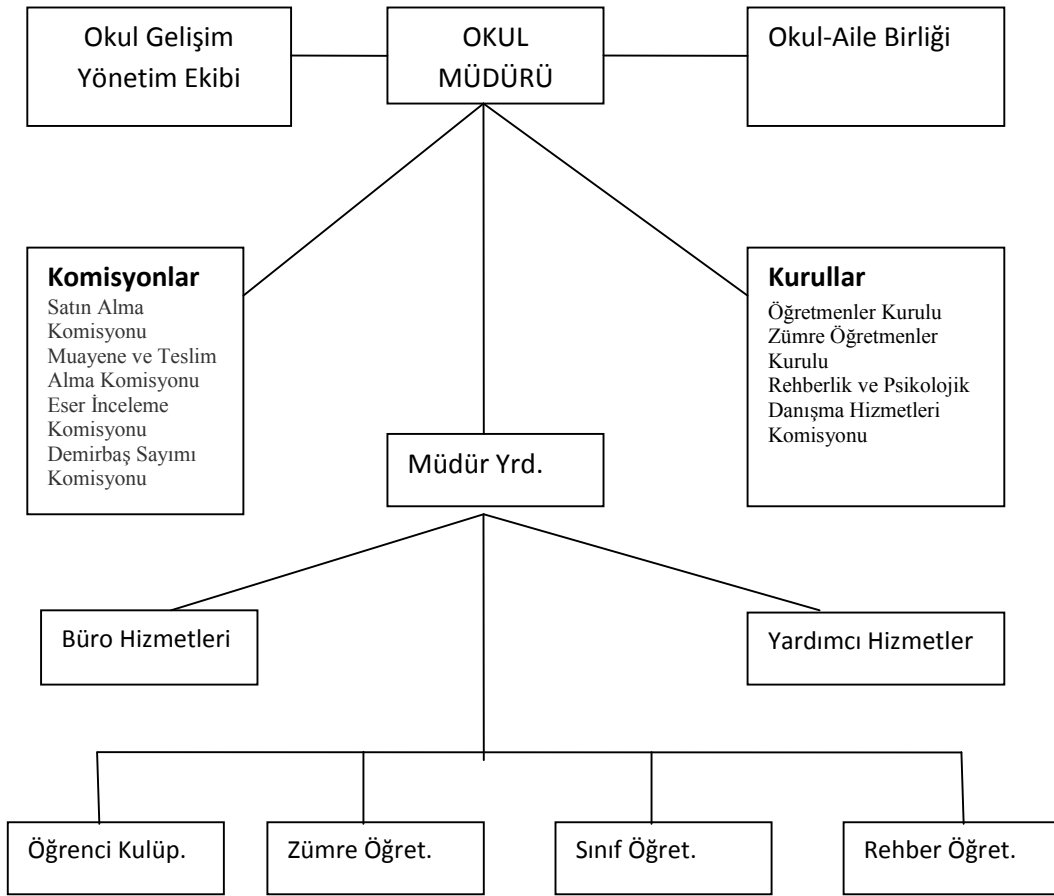 Okul Gelişim
Yönetim Ekibi
OKUL
MÜDÜRÜ
Okul-Aile Birliği
Komisyonlar
Satın Alma
Komisyonu
Muayene ve Teslim
Alma Komisyonu
Eser İnceleme
Komisyonu
Demirbaş Sayımı
Komisyonu
Kurullar
Öğretmenler Kurulu
Zümre Öğretmenler
Kurulu
Rehberlik ve Psikolojik
Danışma Hizmetleri
Komisyonu
Müdür Yrd.
Büro Hizmetleri
Yardımcı Hizmetler
Öğrenci Kulüp.
Zümre Öğret.
Sınıf Öğret.
Rehber Öğret.